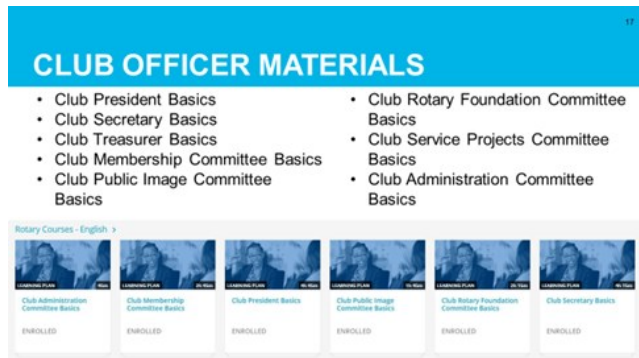 17
CLUB OFFICER MATERIALS
• Club President Basics
• Club Secretary Basics
• Club Treasurer Basics
• Club Membership Committee Basics
• Club Public Image Committee
Basics
• Club Rotary Foundation Committee
Basics
• Club Service Projects Committee
Basics
• Club Administration Committee
Basics
Rotary Courses - English >
LEARNING PLAN
LEARNING PLAN
LEARNING PLAN
LEARNING PLAN
LEARNING PLAN
LEARNING PLAN
Club Administration
Committee Basics
Club Membership
Committee Basics
Club President Basics
Club Public Image
Committee Basics
Club Rotary Foundation
Committee Basics
Club Secretary Basics
ENROLLED
ENROLLED
ENROLLED
ENROLLED
ENROLLED
ENROLLED